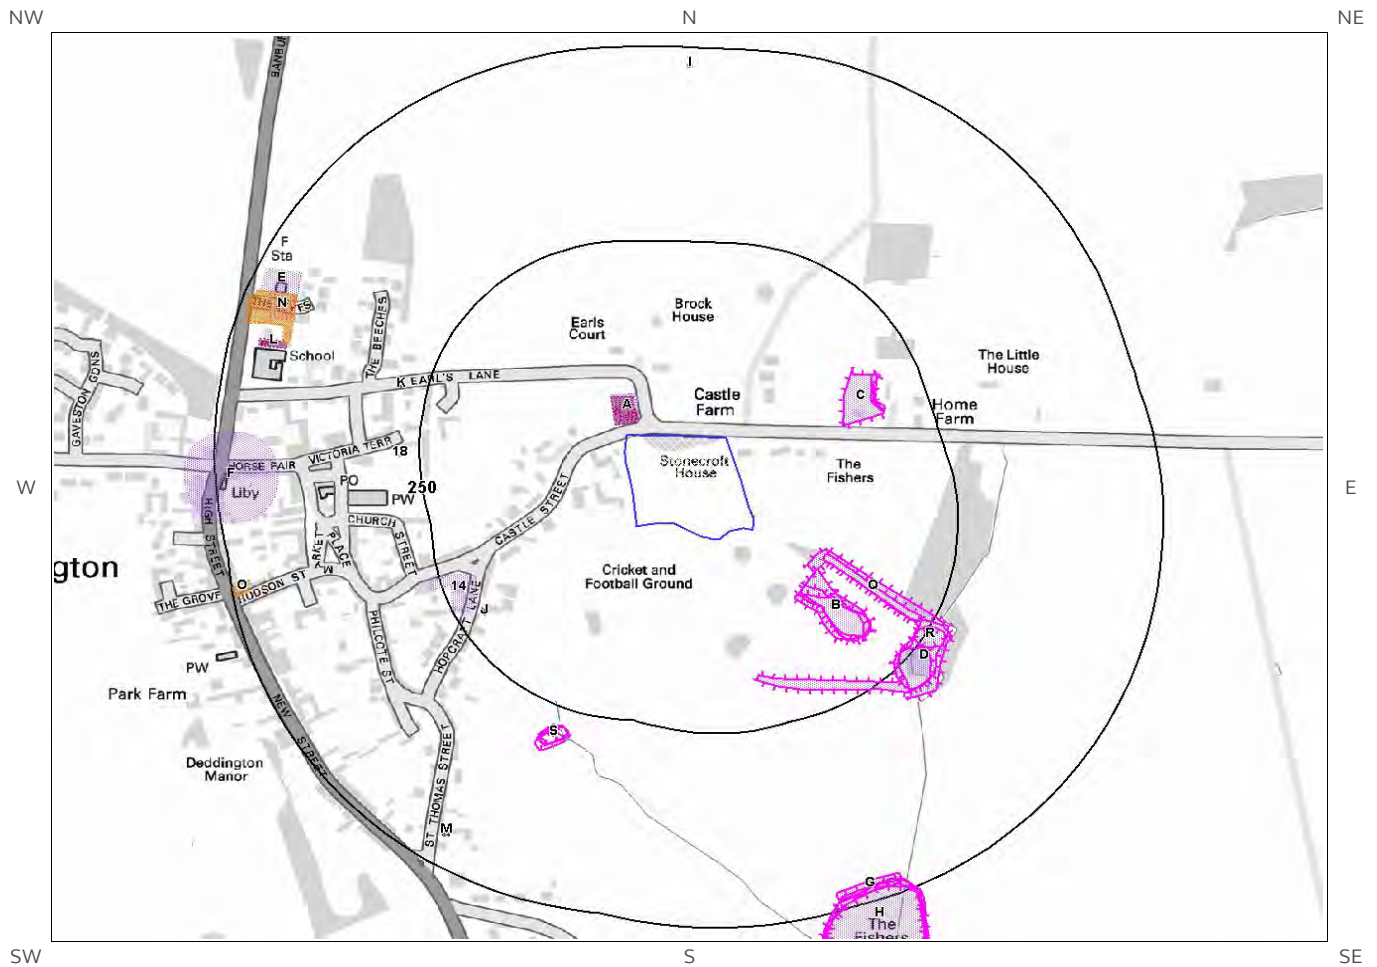 NW
N
NE
BANBU
I
F
Sta
E
THE
N
YES
L
School
THE BEECHES
Brock
House
Earls
Court
The Little
House
GAVESTON GDNS
K EARL'S LANE
A
Castle
Farm
C
Home
Farm
HORSE FAIR
VICTORIA TERR
18
Stonecroft
House
The
Fishers
F
Liby
PO
PW
250
W
E
HIGH STREET
CHURCH
STREET
MARKET
PLACE
CASTLE STREET
gton
Cricket and
Football Ground
THE GROVE
O
HUDSON ST
M
14
LANE
J
HOPCRAFT
Q
B
R
D
PHILCOTE ST
PW
Park Farm
NEW
STREET
S
Deddington
Manor
ST THOMAS STREET
M
G
H
The
Fishers
SW
S
SE